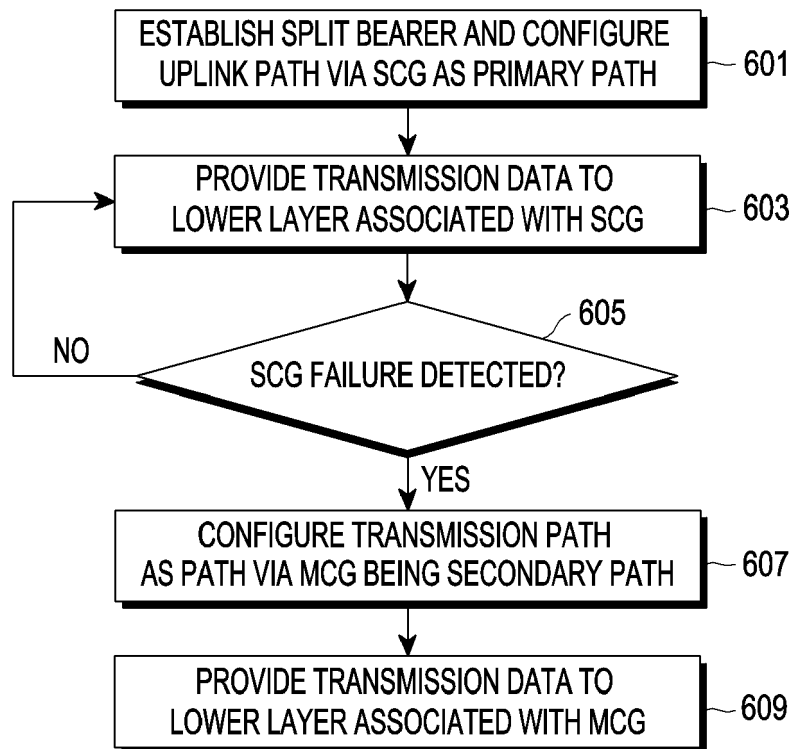 ESTABLISH SPLIT BEARER AND CONFIGURE
UPLINK PATH VIA SCG AS PRIMARY PATH
601
PROVIDE TRANSMISSION DATA TO
LOWER LAYER ASSOCIATED WITH SCG
603
605
NO
SCG FAILURE DETECTED?
YES
CONFIGURE TRANSMISSION PATH
AS PATH VIA MCG BEING SECONDARY PATH
607
PROVIDE TRANSMISSION DATA TO
LOWER LAYER ASSOCIATED WITH MCG
609